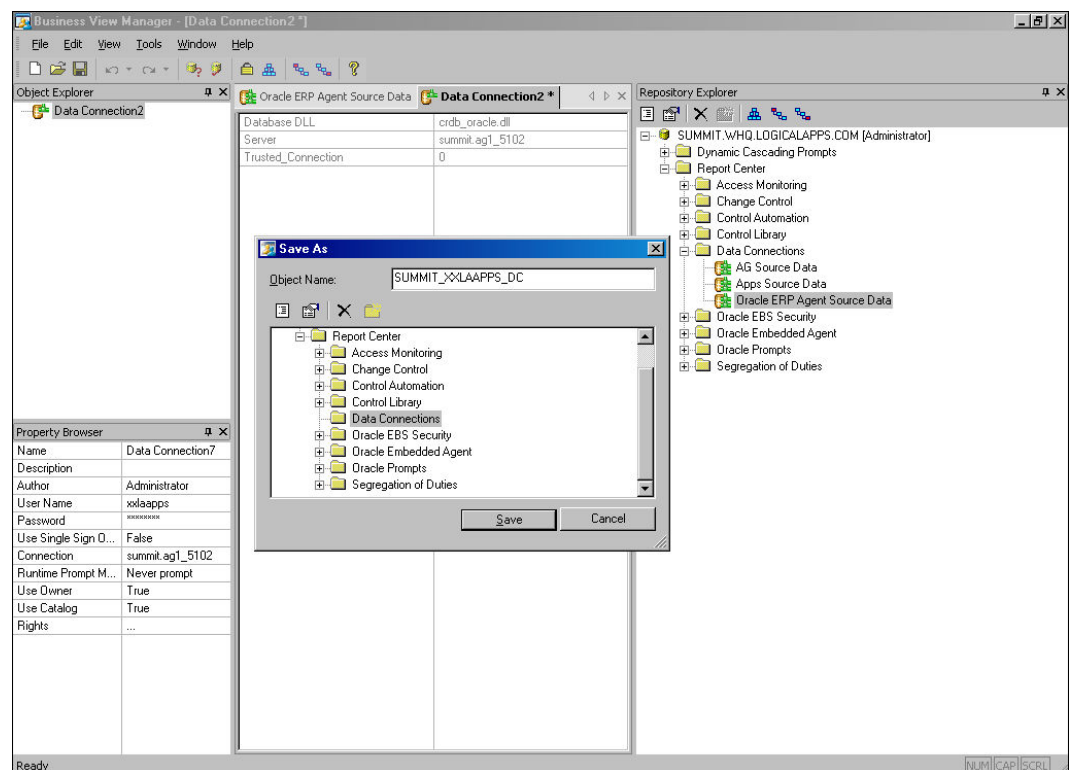 Business View Manager - [Data Connection2 *]
File Edit View Tools Window Help
Object Explorer
Data Connection2
Oracle ERP Agent Source Data
Data Connection2 *
Database DLL crdb_oracle.dll
Server summit.ag1_5102
Trusted_Connection 0
Save As
Object Name: SUMMIT_XXLAAPPS_DC
Report Center
Access Monitoring
Change Control
Control Automation
Control Library
Data Connections
Oracle EBS Security
Oracle Embedded Agent
Oracle Prompts
Segregation of Duties
Save Cancel
Property Browser
Name Data Connection7
Description
Author Administrator
User Name xxlaapps
Password ********
Use Single Sign O... False
Connection summit.ag1_5102
Runtime Prompt M... Never prompt
Use Owner True
Use Catalog True
Rights ...
Repository Explorer
SUMMIT.WHQ.LOGICALAPPS.COM [Administrator]
Dynamic Cascading Prompts
Report Center
Access Monitoring
Change Control
Control Automation
Control Library
Data Connections
AG Source Data
Apps Source Data
Oracle ERP Agent Source Data
Oracle EBS Security
Oracle Embedded Agent
Oracle Prompts
Segregation of Duties
Ready
NUM CAP SCRL